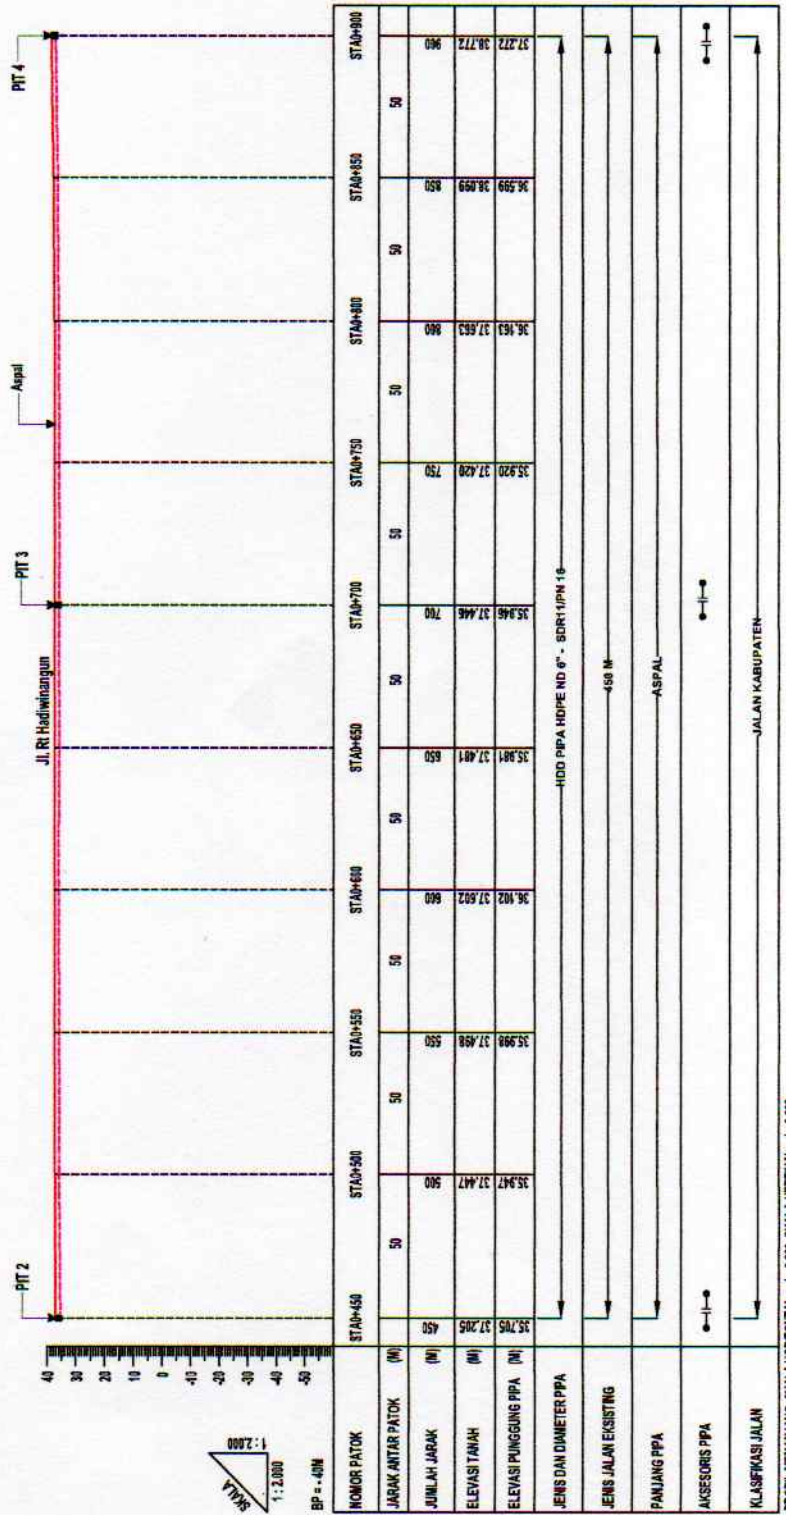 PIT 2
PIT 3
PIT 4
Jl. Rt Hadiwinangun
Aspal
40
30
20
10
0
-10
-20
-30
-40
-50
SKALA
1 : 2.000
1 : 2.000
BP = - 40M
NOMOR PATOK STA0+450 STA0+500 STA0+550 STA0+600 STA0+650 STA0+700 STA0+750 STA0+800 STA0+850 STA0+900
JARAK ANTAR PATOK (M) 50 50 50 50 50 50 50 50 50
JUMLAH JARAK (M) 450 500 550 600 650 700 750 800 850 960
ELEVASI TANAH (M) 37.205 37.447 37.498 37.602 37.481 37.446 37.420 37.663 38.099 38.772
ELEVASI PUNGGUNG PIPA (M) 35.705 35.947 35.998 36.102 35.981 35.946 35.920 36.163 36.599 37.272
JENIS DAN DIAMETER PIPA HDD PIPA HDPE ND 6" - SDR11/PN 16
JENIS JALAN EKSISTING 450 M
PANJANG PIPA ASPAL
AKSESORIS PIPA
KLASIFIKASI JALAN JALAN KABUPATEN